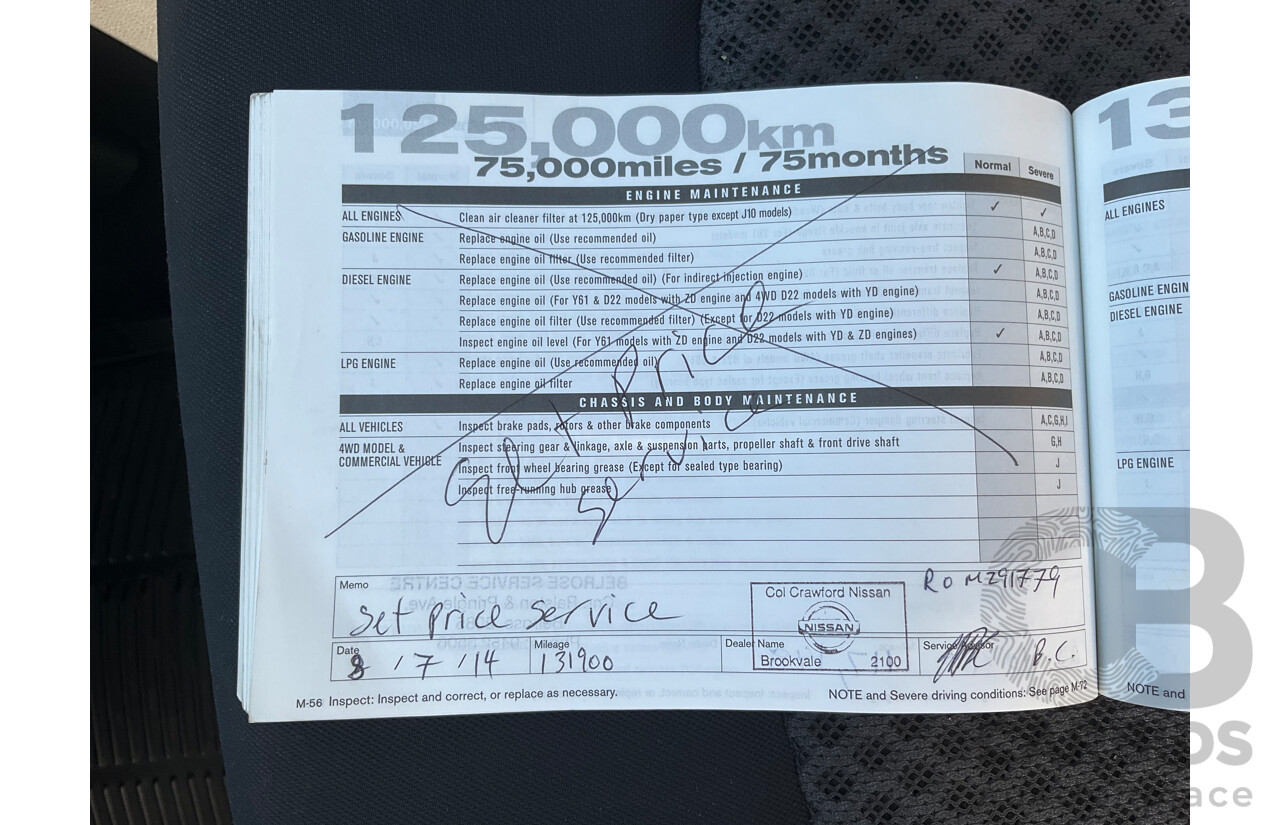 125,000km
75,000miles / 75months
Normal Severe
ENGINE MAINTENANCE
ALL ENGINES Clean air cleaner filter at 125,000km (Dry paper type except J10 models) ✓ ✓
GASOLINE ENGINE Replace engine oil (Use recommended oil) A,B,C,D
Replace engine oil filter (Use recommended filter) A,B,C,D
DIESEL ENGINE Replace engine oil (Use recommended oil) (For indirect injection engine) ✓ A,B,C,D
Replace engine oil (For Y61 & D22 models with ZD engine and 4WD D22 models with YD engine) A,B,C,D
Replace engine oil filter (Use recommended filter) (Except for D22 models with YD engine) A,B,C,D
Inspect engine oil level (For Y61 models with ZD engine and D22 models with YD & ZD engines) ✓ A,B,C,D
LPG ENGINE Replace engine oil (Use recommended oil) A,B,C,D
Replace engine oil filter A,B,C,D
CHASSIS AND BODY MAINTENANCE
ALL VEHICLES Inspect brake pads, rotors & other brake components A,C,G,H,I
4WD MODEL & Inspect steering gear & linkage, axle & suspension parts, propeller shaft & front drive shaft G,H
COMMERCIAL VEHICLE Inspect front wheel bearing grease (Except for sealed type bearing) J
Inspect free-running hub grease J
Set Price
Service
Memo
Set Price Service
Col Crawford Nissan
NISSAN
Brookvale 2100
RO MZ91779
Date 8 / 7 / 14
Mileage 131900
Dealer Name
Service Advisor B.C.
M-56 Inspect: Inspect and correct, or replace as necessary.
NOTE and Severe driving conditions: See page M-72
13
ALL ENGINES
GASOLINE ENGIN
DIESEL ENGINE
LPG ENGINE
NOTE and
B
os
ace